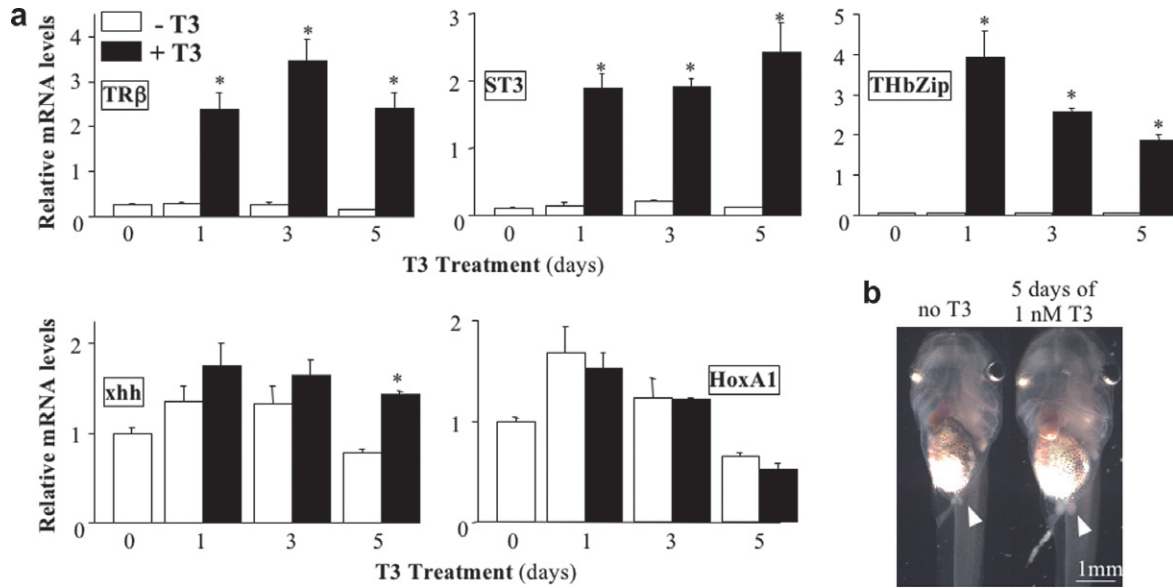 a
- T3
+ T3
TRβ
Relative mRNA levels
4
3
2
1
0
*
*
*
0 1 3 5
ST3
3
2
1
0
*
*
*
0 1 3 5
THbZip
5
4
3
2
1
0
*
*
*
0 1 3 5
T3 Treatment (days)
xhh
Relative mRNA levels
2
1
0
*
0 1 3 5
HoxA1
2
1
0
0 1 3 5
T3 Treatment (days)
b
no T3
5 days of
1 nM T3
1mm